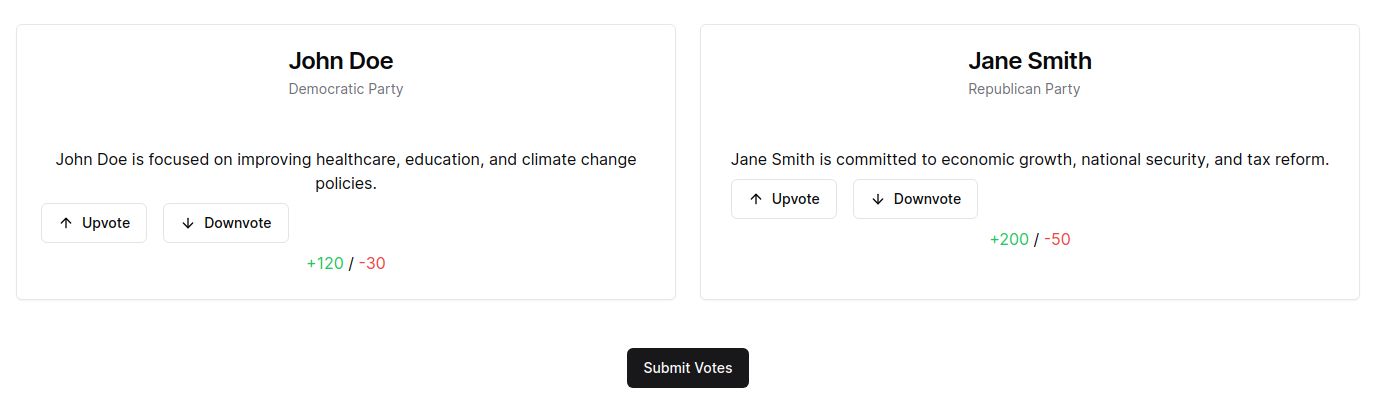 John Doe
Democratic Party
John Doe is focused on improving healthcare, education, and climate change
policies.
Upvote
Downvote
+120 / -30
Jane Smith
Republican Party
Jane Smith is committed to economic growth, national security, and tax reform.
Upvote
Downvote
+200 / -50
Submit Votes